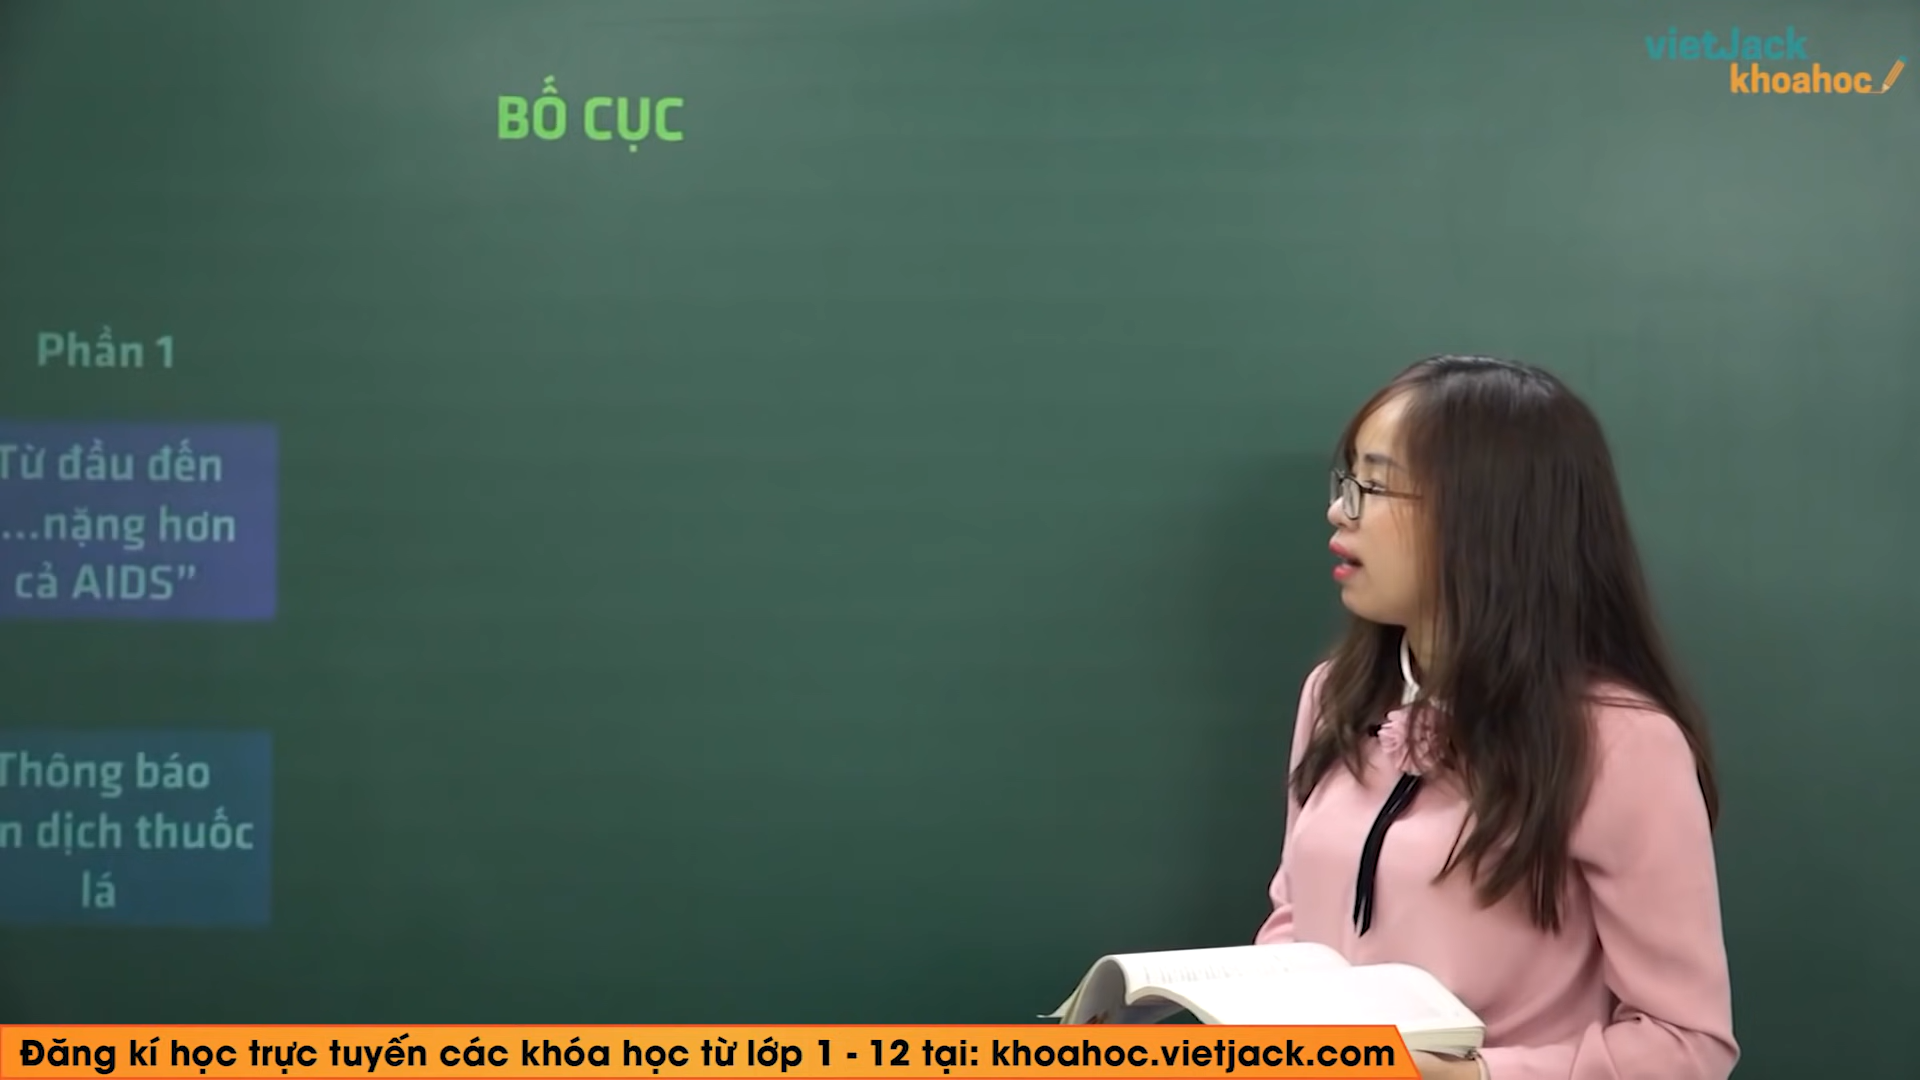 vietJack
khoahoc
BỐ CỤC
Phần 1
Từ đầu đến
...nặng hơn
cả AIDS”
Thông báo
n dịch thuốc
lá
Đăng kí học trực tuyến các khóa học từ lớp 1 - 12 tại: khoahoc.vietjack.com